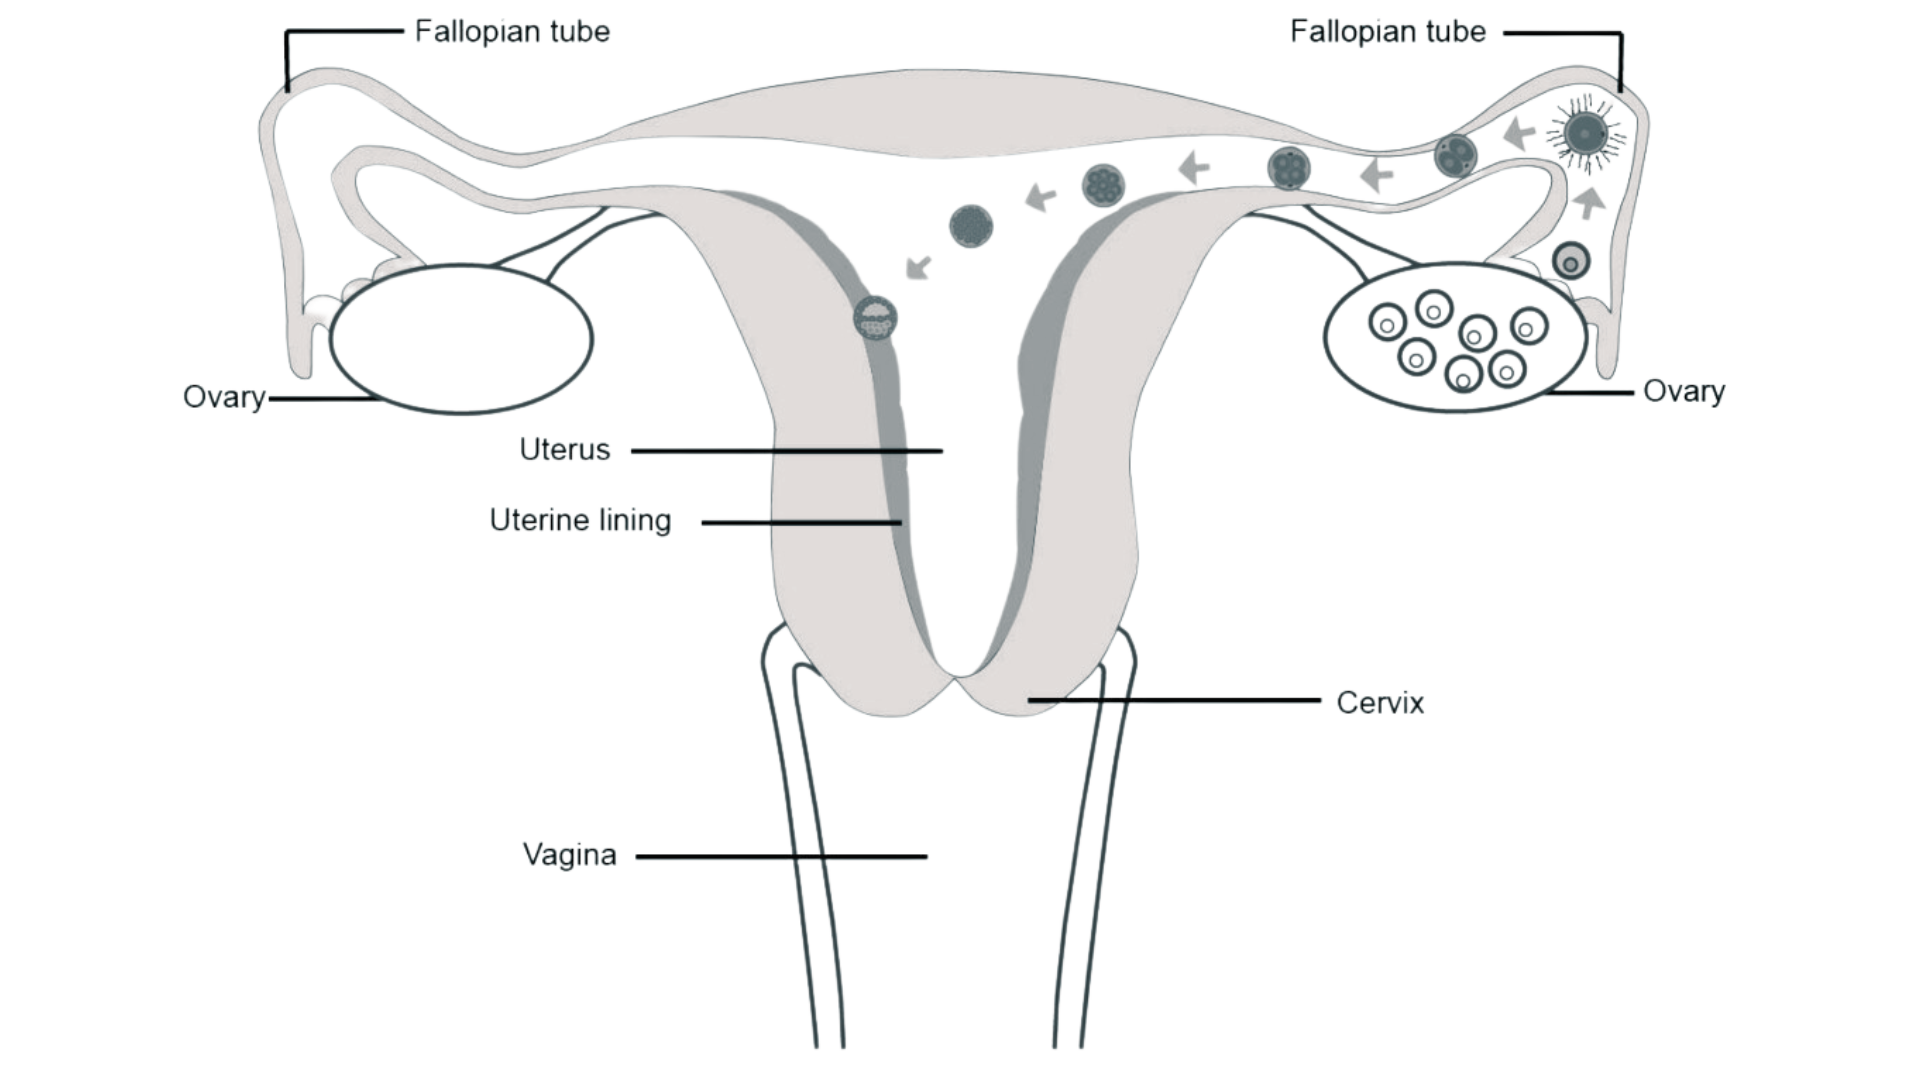 Fallopian tube
Fallopian tube
Ovary
Ovary
Uterus
Uterine lining
Cervix
Vagina